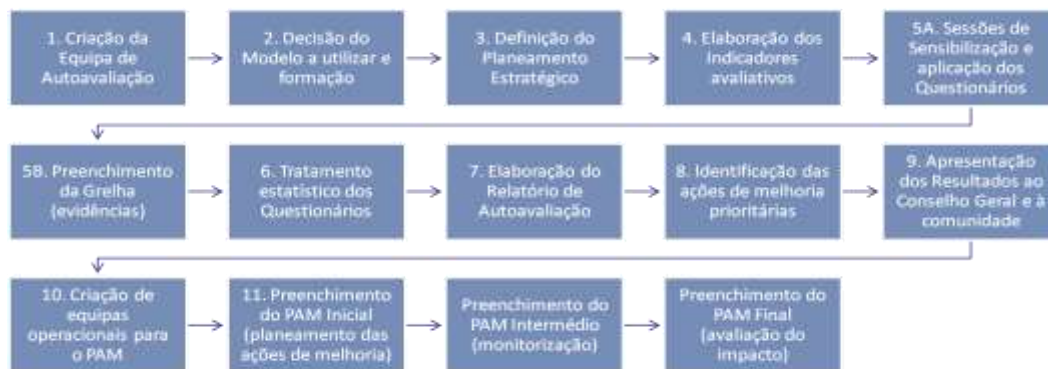 1. Criação da
Equipa de
Autoavaliação
2. Decisão do
Modelo a utilizar e
formação
3. Definição do
Planeamento
Estratégico
4. Elaboração dos
Indicadores
avaliativos
5A. Sessões de
Sensibilização e
aplicação dos
Questionários
5B. Preenchimento
da Grelha
(evidências)
6. Tratamento
estatístico dos
Questionários
7. Elaboração do
Relatório de
Autoavaliação
8. Identificação das
ações de melhoria
prioritárias
9. Apresentação
dos Resultados ao
Conselho Geral e à
comunidade
10. Criação de
equipas
operacionais para
o PAM
11. Preenchimento
do PAM Inicial
(planeamento das
ações de melhoria)
Preenchimento do
PAM Intermédio
(monitorização)
Preenchimento do
PAM Final
(avaliação do
impacto)